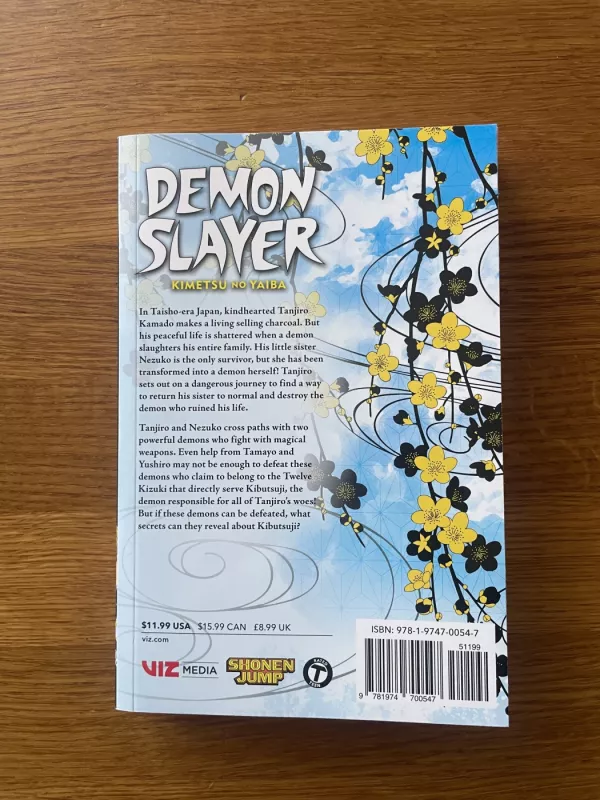 DEMON
SLAYER
KIMETSU NO YAIBA
In Taisho-era Japan, kindhearted Tanjiro
Kamado makes a living selling charcoal. But
his peaceful life is shattered when a demon
slaughters his entire family. His little sister
Nezuko is the only survivor, but she has been
transformed into a demon herself! Tanjiro
sets out on a dangerous journey to find a way
to return his sister to normal and destroy the
demon who ruined his life.
Tanjiro and Nezuko cross paths with two
powerful demons who fight with magical
weapons. Even help from Tamayo and
Yushiro may not be enough to defeat these
demons who claim to belong to the Twelve
Kizuki that directly serve Kibutsuji, the
demon responsible for all of Tanjiro's woes!
But if these demons can be defeated, what
secrets can they reveal about Kibutsuji?
$11.99 USA $15.99 CAN £8.99 UK
viz.com
VIZ MEDIA
SHONEN
JUMP
RATED
T
TEEN
ISBN: 978-1-9747-0054-7
51199
9 781974 700547